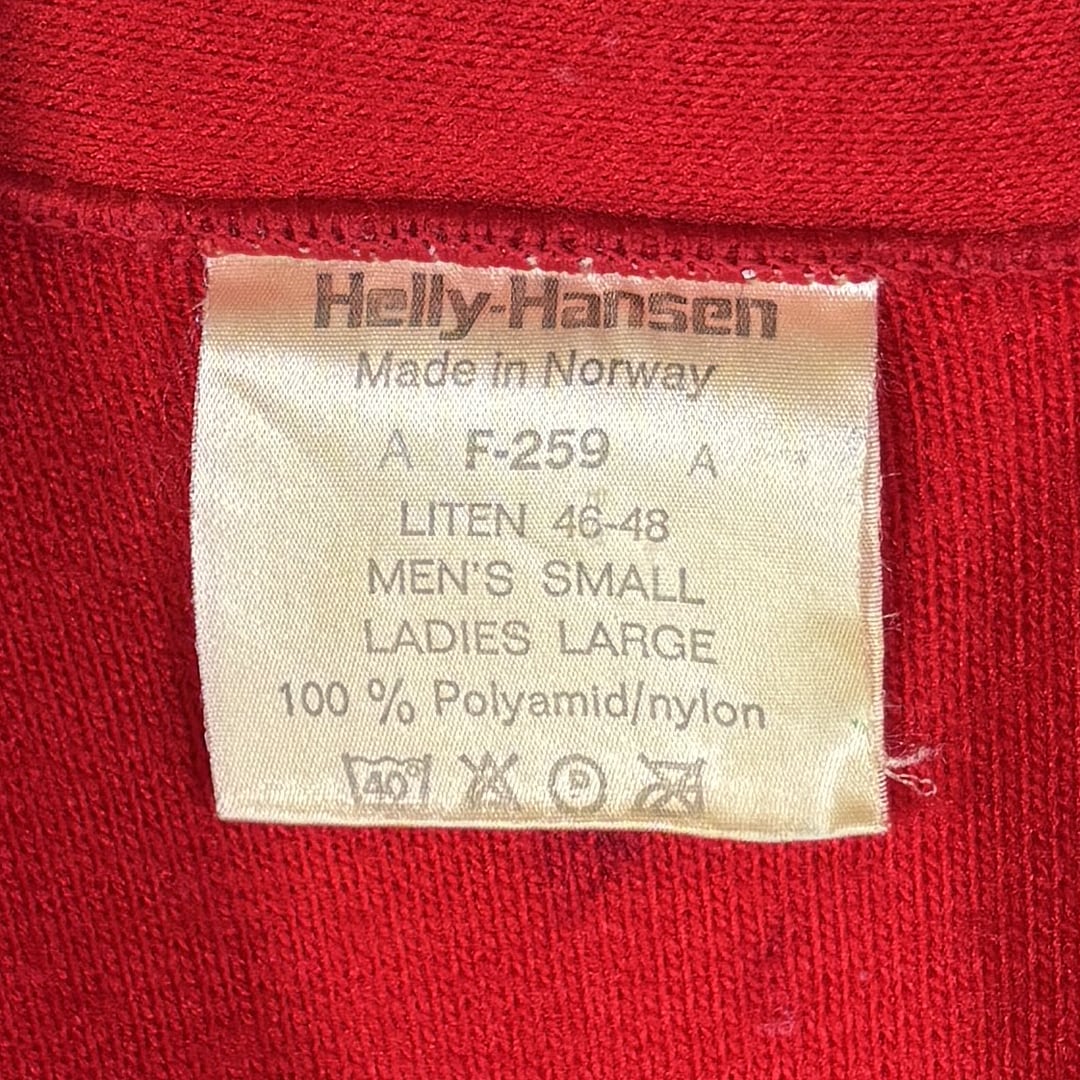 Helly-Hansen
Made in Norway
A F-259 A
LITEN 46-48
MEN'S SMALL
LADIES LARGE
100 % Polyamid/nylon
40° P